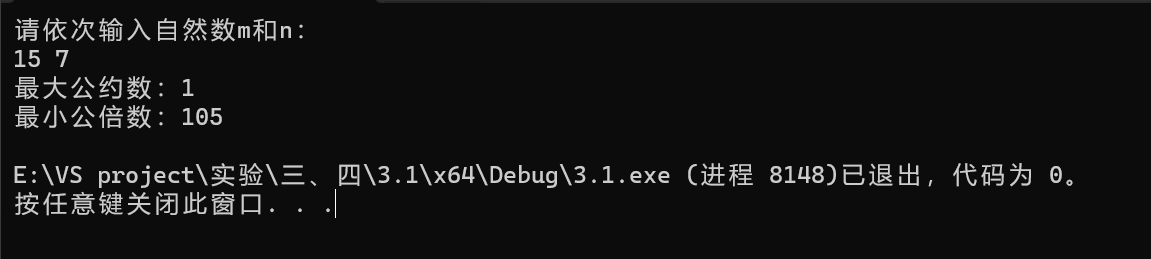 请依次输入自然数m和n：
15 7
最大公约数：1
最小公倍数：105
E:\VS project\实验\三、四\3.1\x64\Debug\3.1.exe (进程 8148)已退出，代码为 0。
按任意键关闭此窗口. . .